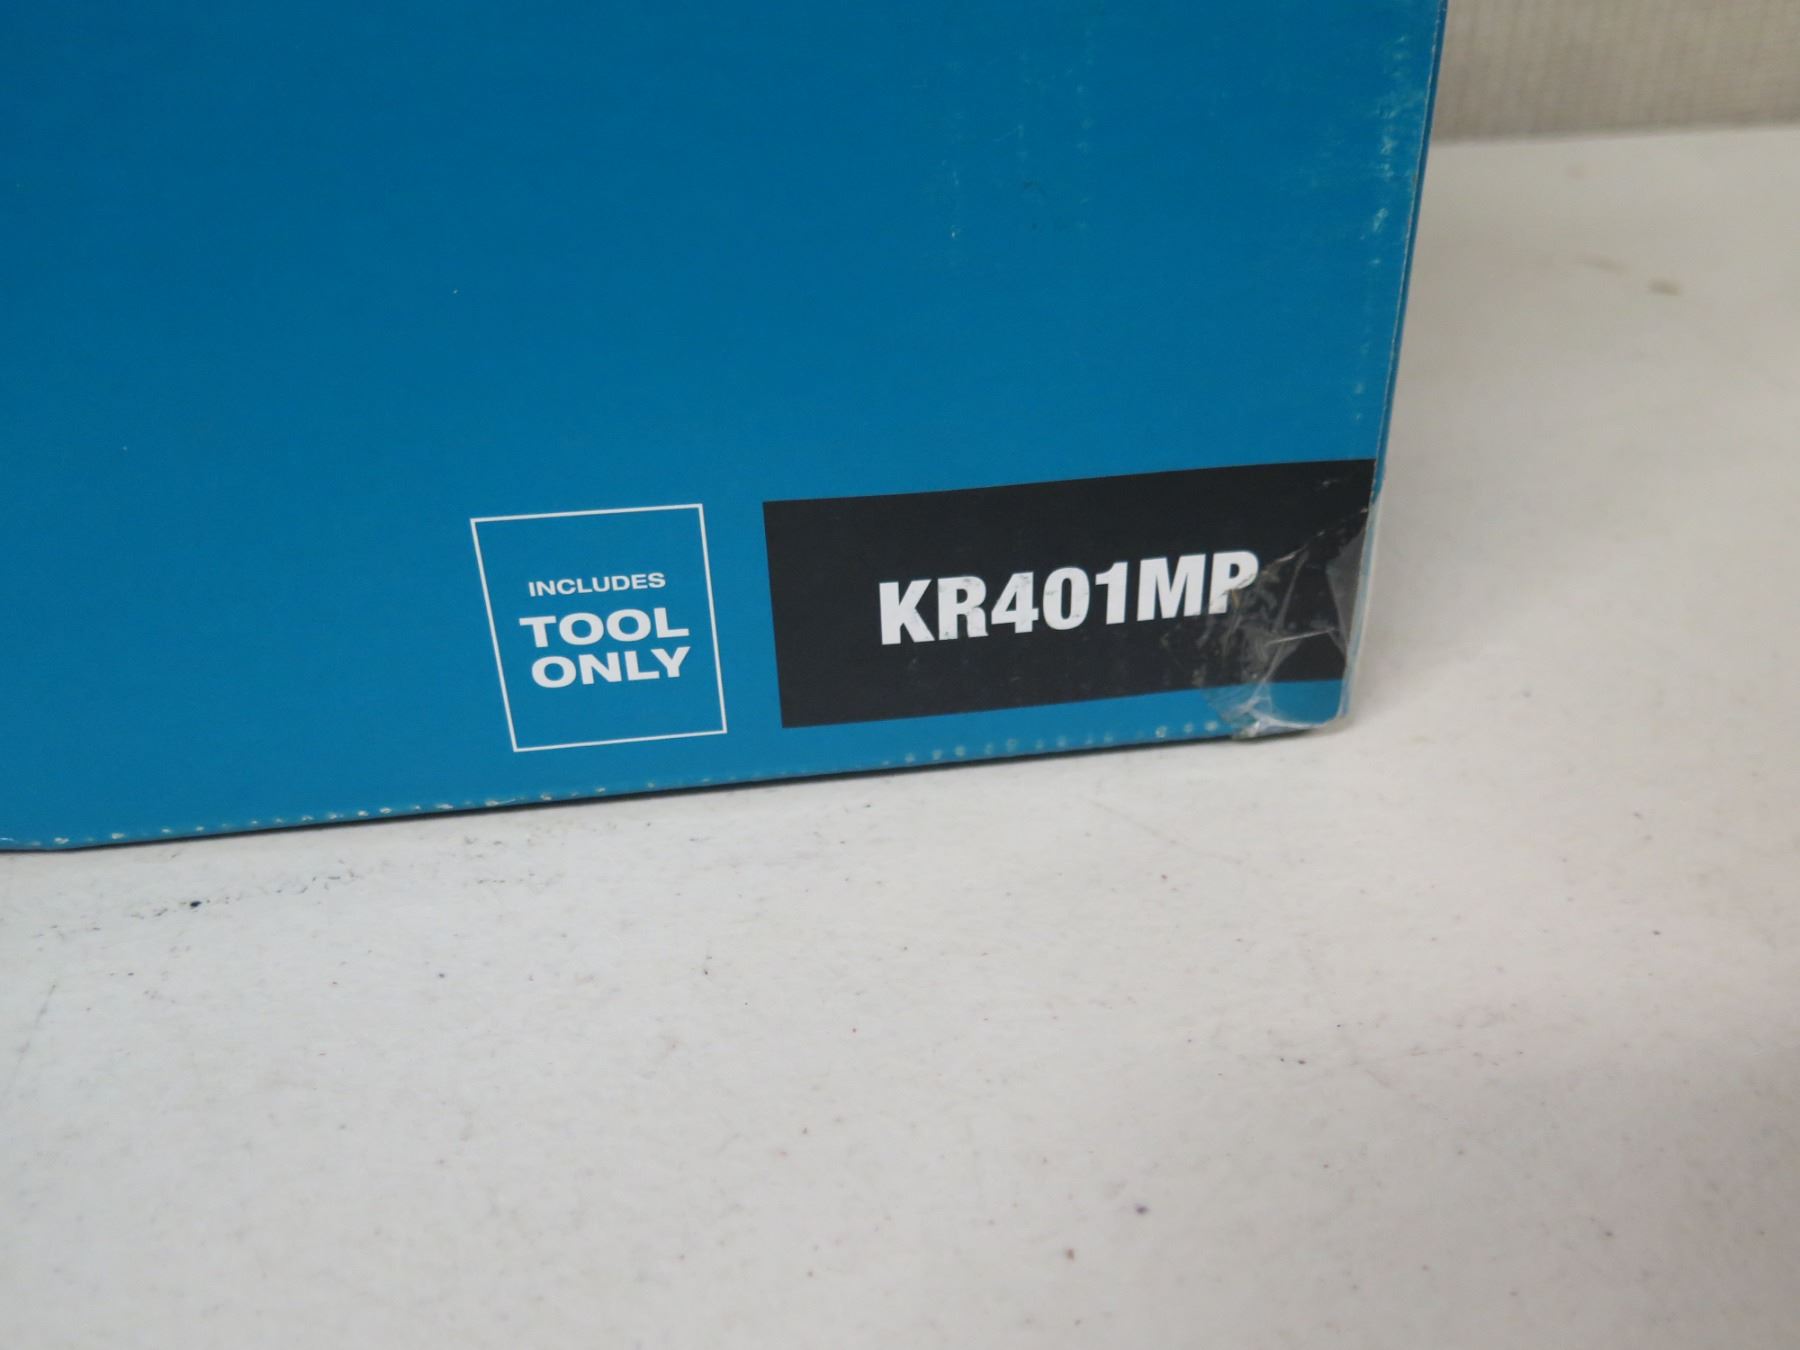 INCLUDES
TOOL
ONLY
KR401MP